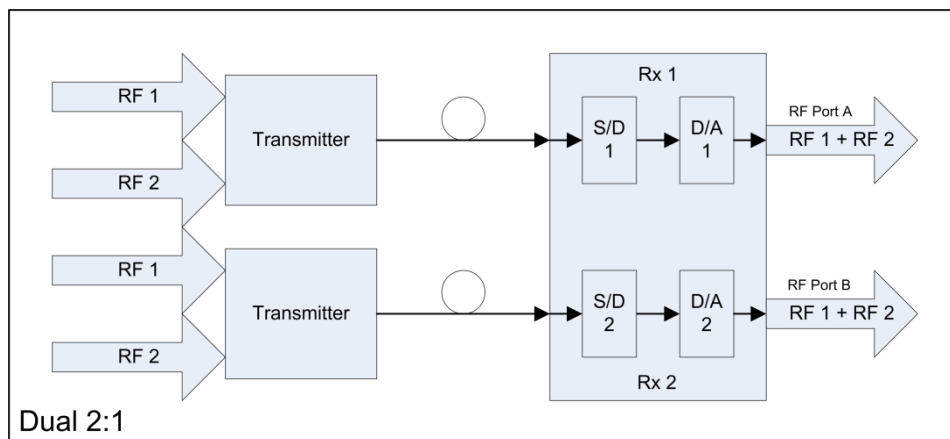 RF 1
RF 2
Transmitter
Rx 1
S/D
1
D/A
1
RF Port A
RF 1 + RF 2
RF 1
RF 2
Transmitter
S/D
2
D/A
2
Rx 2
RF Port B
RF 1 + RF 2
Dual 2:1